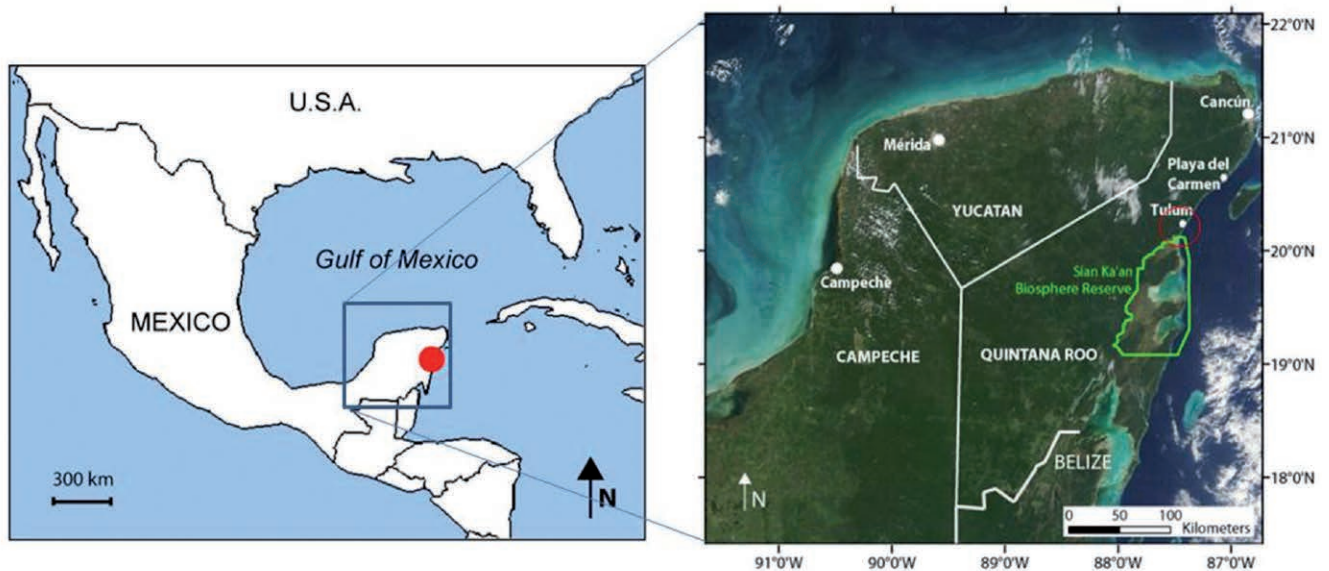 U.S.A.
Gulf of Mexico
MEXICO
300 km
N
22°0'N
Cancún
21°0'N
Mérida
Playa del
Carmen
YUCATAN
Tulum
20°0'N
Sian Ka'an
Biosphere Reserve
Campeche
CAMPECHE
QUINTANA ROO
19°0'N
BELIZE
18°0'N
N
0 50 100
Kilometers
91°0'W 90°0'W 89°0'W 88°0'W 87°0'W